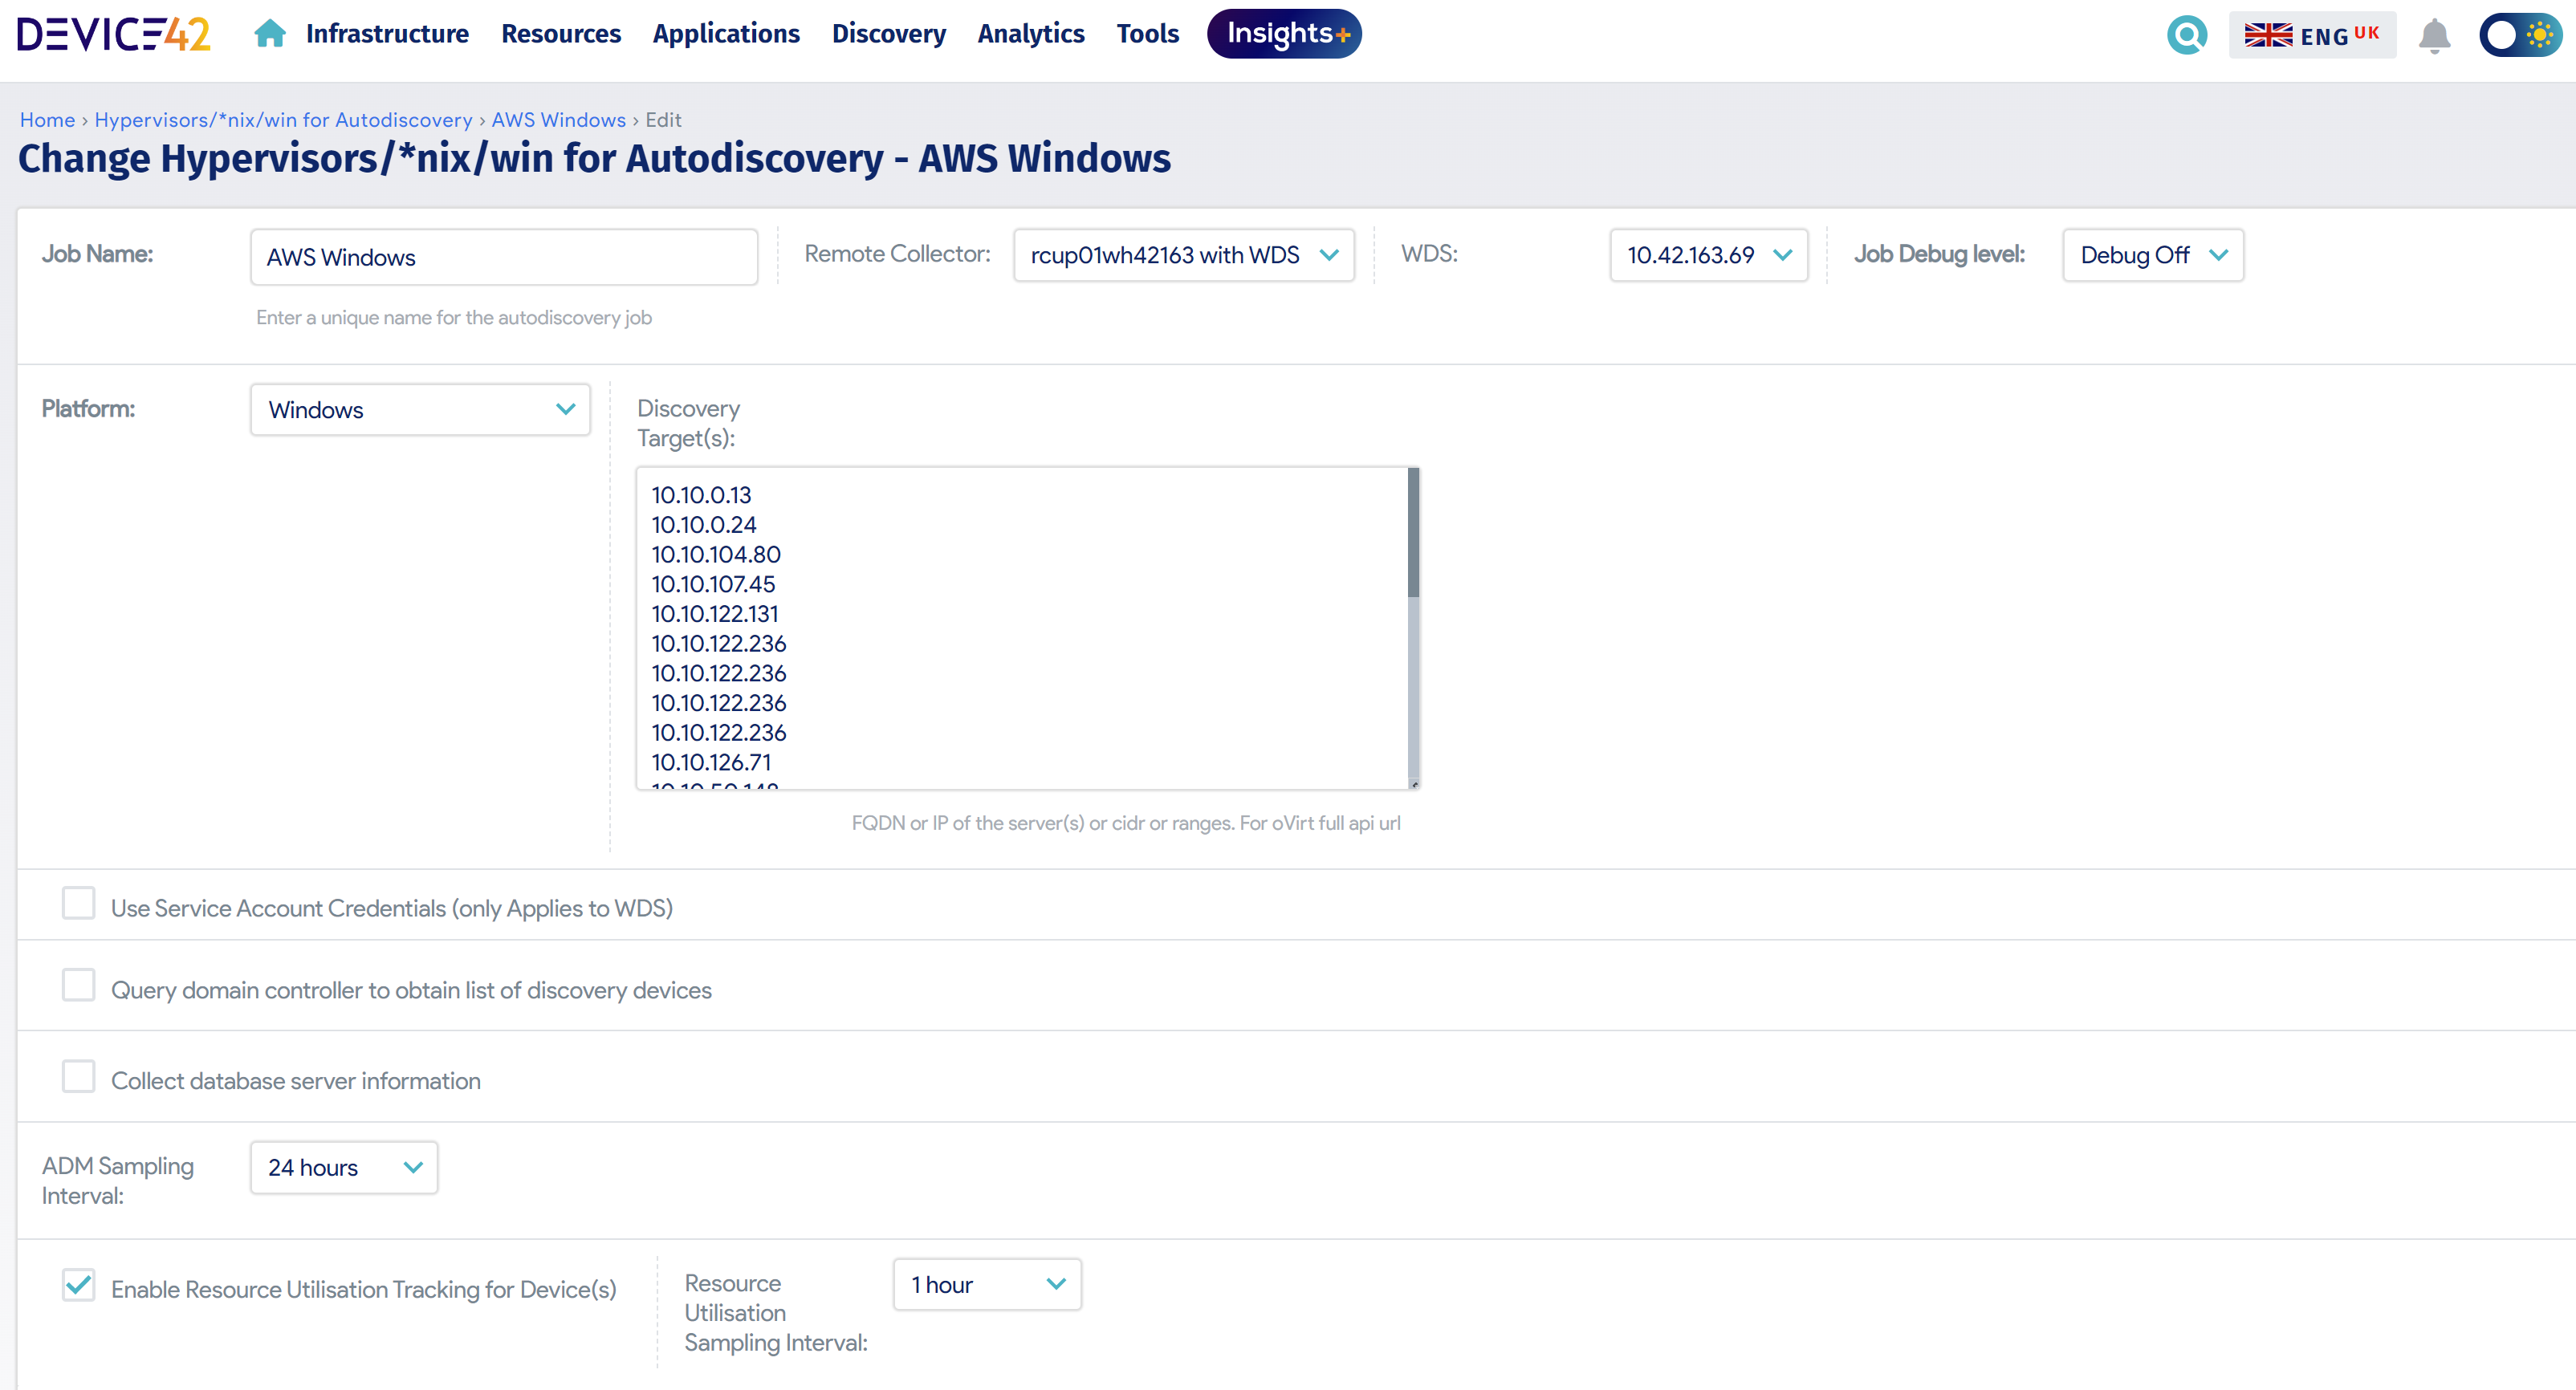 DEVICE42 Infrastructure Resources Applications Discovery Analytics Tools Insights+ ENG UK
Home › Hypervisors/*nix/win for Autodiscovery › AWS Windows › Edit
Change Hypervisors/*nix/win for Autodiscovery - AWS Windows
Job Name: AWS Windows Remote Collector: rcup01wh42163 with WDS WDS: 10.42.163.69 Job Debug level: Debug Off
Enter a unique name for the autodiscovery job
Platform: Windows
Discovery
Target(s):
10.10.0.13
10.10.0.24
10.10.104.80
10.10.107.45
10.10.122.131
10.10.122.236
10.10.122.236
10.10.122.236
10.10.122.236
10.10.126.71
FQDN or IP of the server(s) or cidr or ranges. For oVirt full api url
Use Service Account Credentials (only Applies to WDS)
Query domain controller to obtain list of discovery devices
Collect database server information
ADM Sampling
Interval:
24 hours
Enable Resource Utilisation Tracking for Device(s)
Resource
Utilisation
Sampling Interval:
1 hour